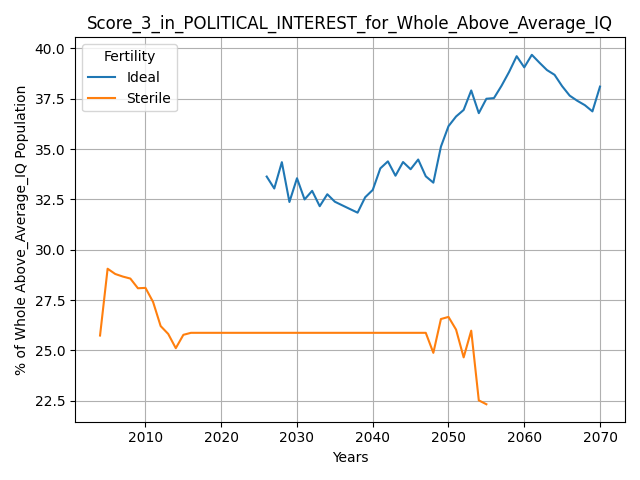 Score_3_in_POLITICAL_INTEREST_for_Whole_Above_Average_IQ
Fertility
Ideal
Sterile
% of Whole Above_Average_IQ Population
40.0
37.5
35.0
32.5
30.0
27.5
25.0
22.5
2010 2020 2030 2040 2050 2060 2070
Years